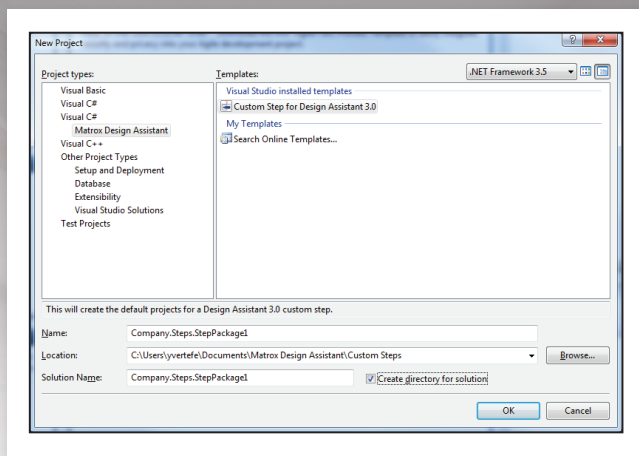 New Project
Project types:
Templates:
.NET Framework 3.5
Visual Basic
Visual C#
Visual C#
Matrox Design Assistant
Visual C++
Other Project Types
Setup and Deployment
Database
Extensibility
Visual Studio Solutions
Test Projects
Visual Studio installed templates
Custom Step for Design Assistant 3.0
My Templates
Search Online Templates...
This will create the default projects for a Design Assistant 3.0 custom step.
Name:
Company.Steps.StepPackage1
Location:
C:\Users\yvertefe\Documents\Matrox Design Assistant\Custom Steps
Browse...
Solution Name:
Company.Steps.StepPackage1
Create directory for solution
OK
Cancel